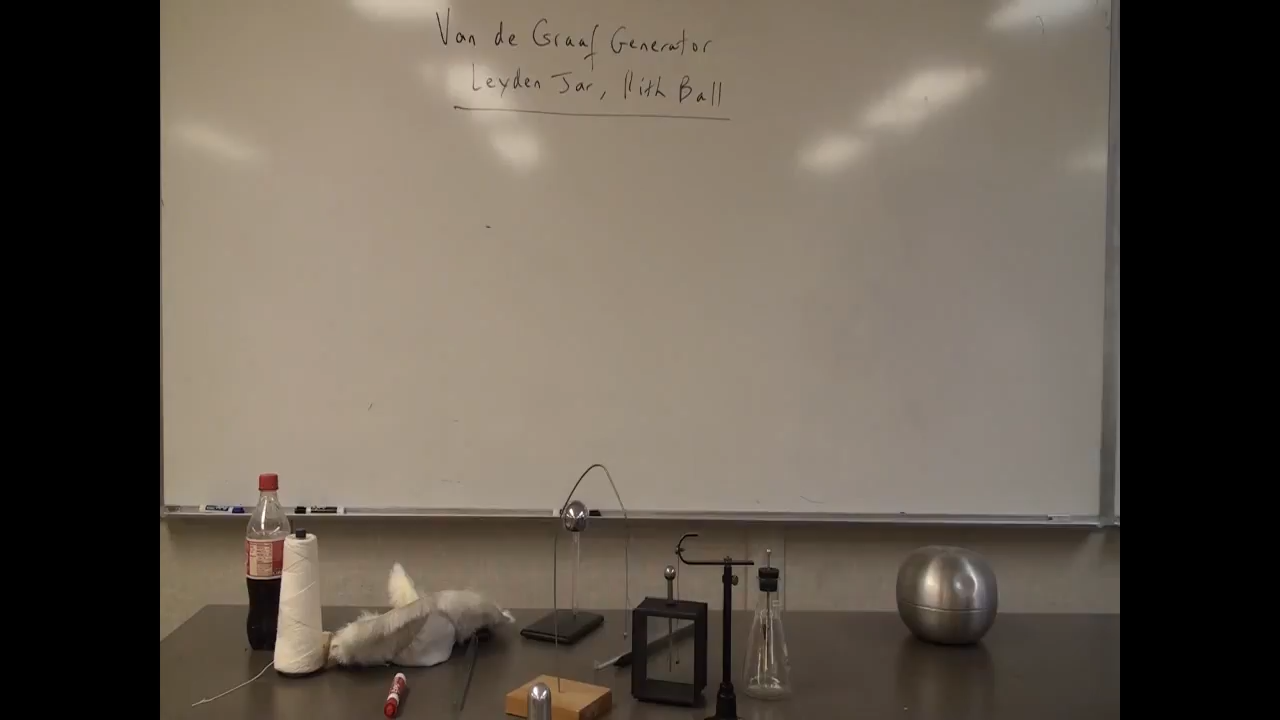 Van de Graaf Generator
Leyden Jar, Pith Ball